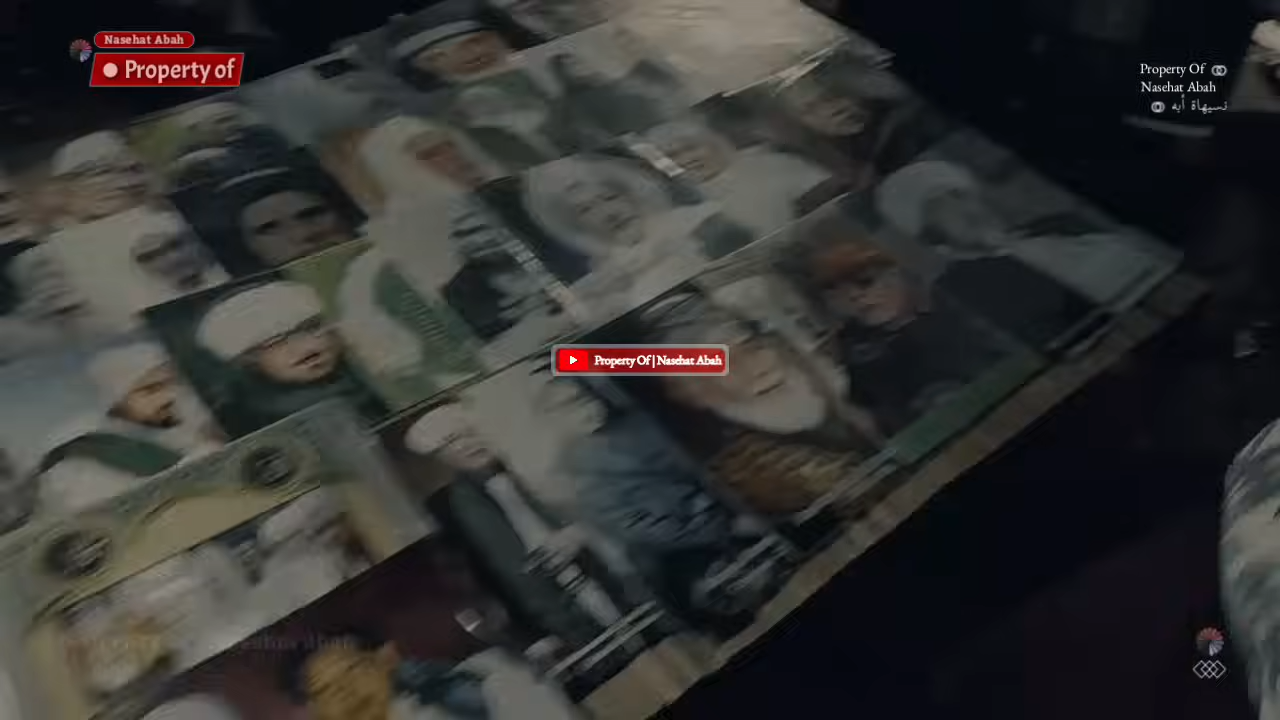 Nasehat Abah
Property of
Property Of
Nasehat Abah
نسيهاة أبه
Property Of | Nasehat Abah